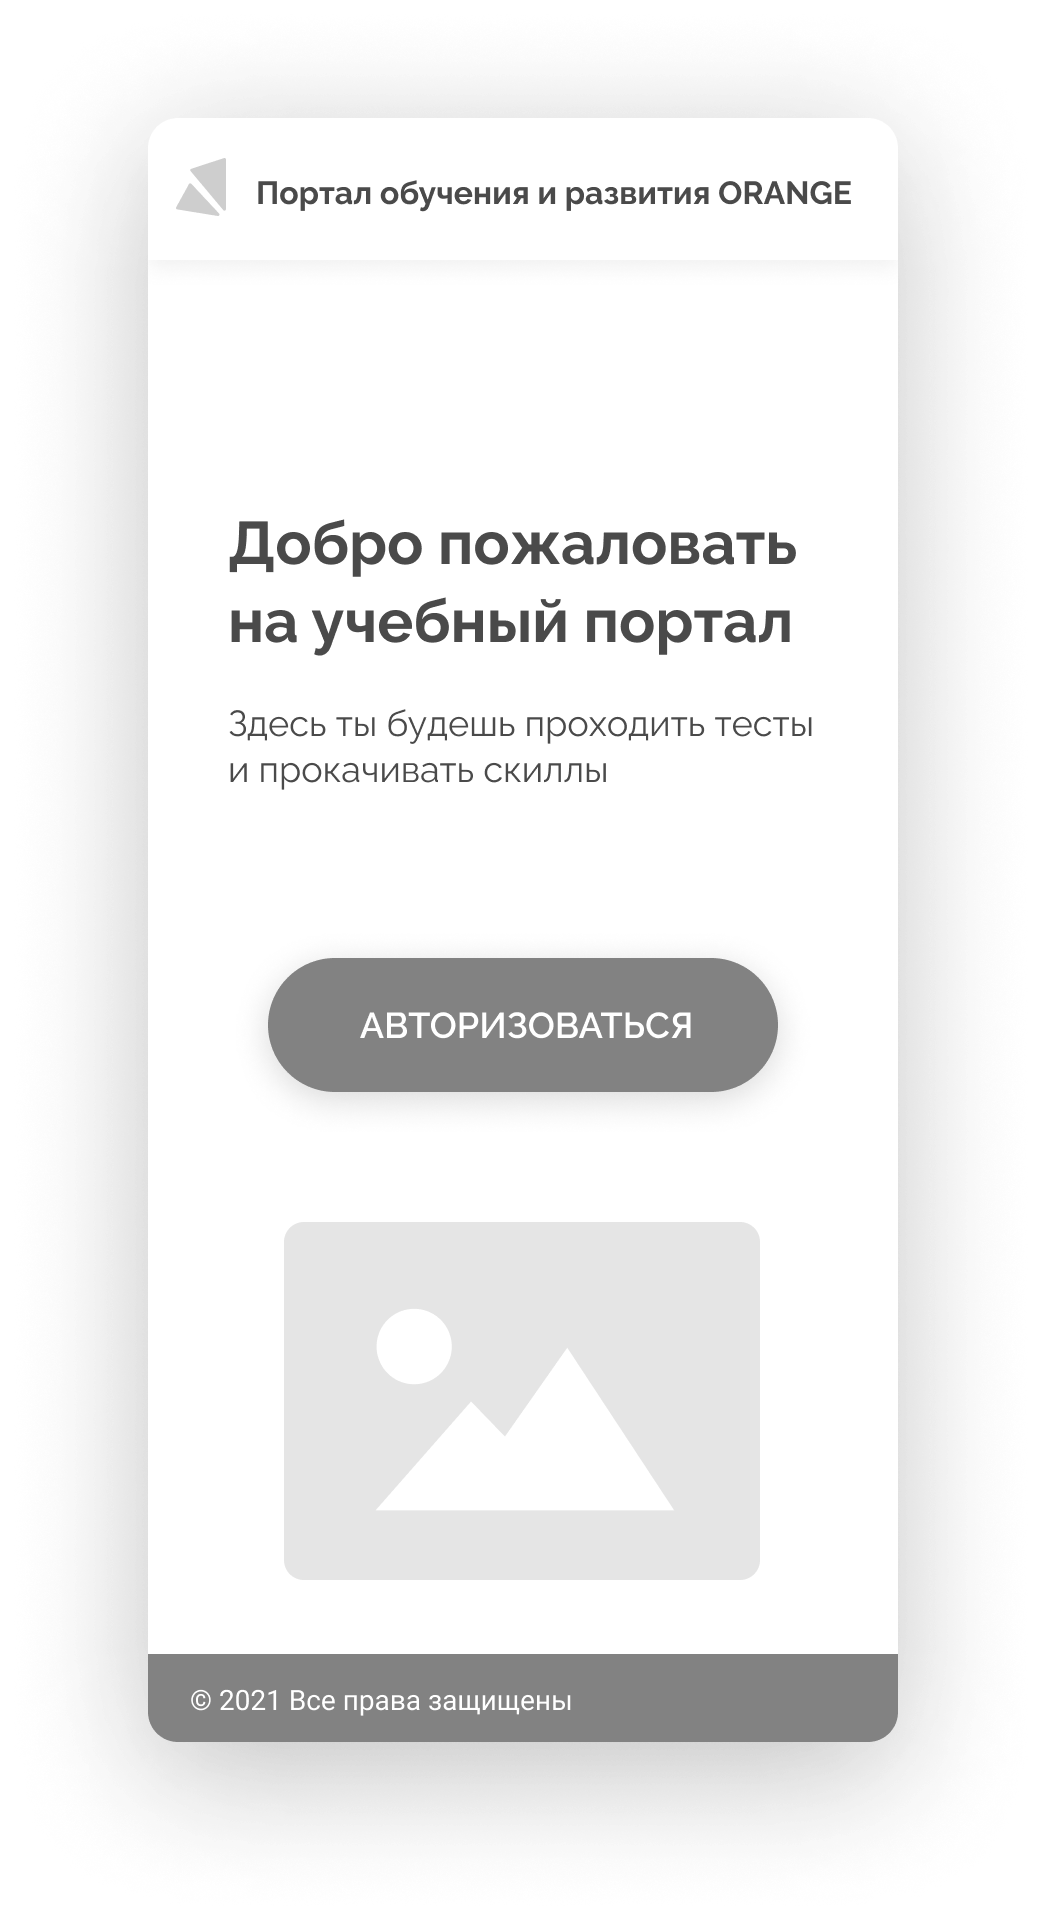 Портал обучения и развития ORANGE
Добро пожаловать
на учебный портал
Здесь ты будешь проходить тесты
и прокачивать скиллы
АВТОРИЗОВАТЬСЯ
© 2021 Все права защищены